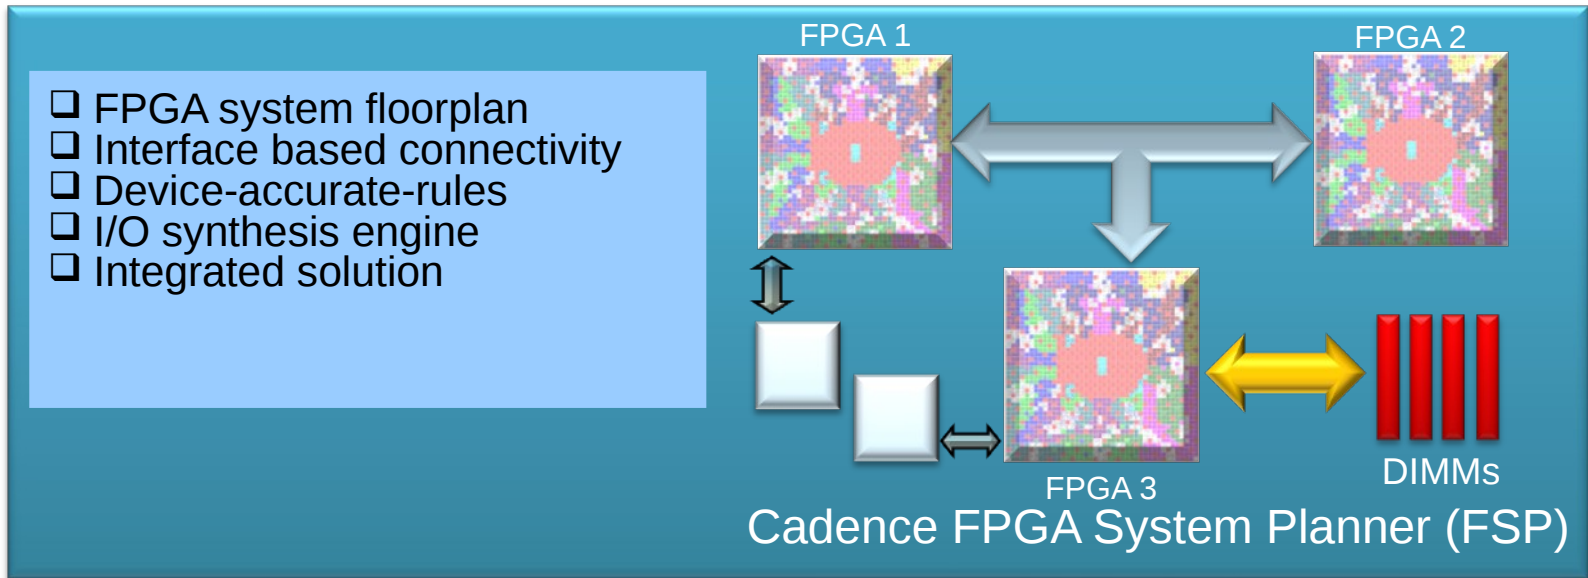 FPGA 1
FPGA 2
FPGA system floorplan
Interface based connectivity
Device-accurate-rules
I/O synthesis engine
Integrated solution
DIMMs
FPGA 3
Cadence FPGA System Planner (FSP)